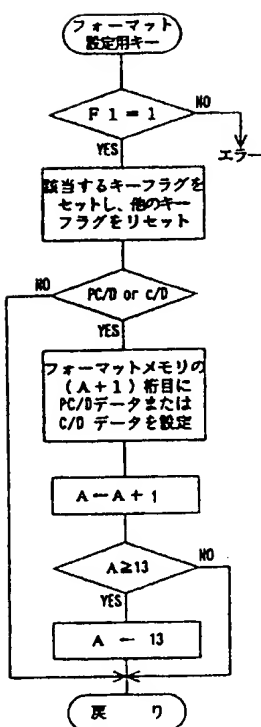 フォーマット
設定用キー
F1=1
NO
YES
エラー
該当するキーフラグを
セットし、他のキー
フラグをリセット
NO
PC/D or c/D
YES
フォーマットメモリの
(A+1)桁目に
PC/Dデータまたは
C/D データを設定
A←A+1
A≧13
NO
YES
A ← 13
戻 り